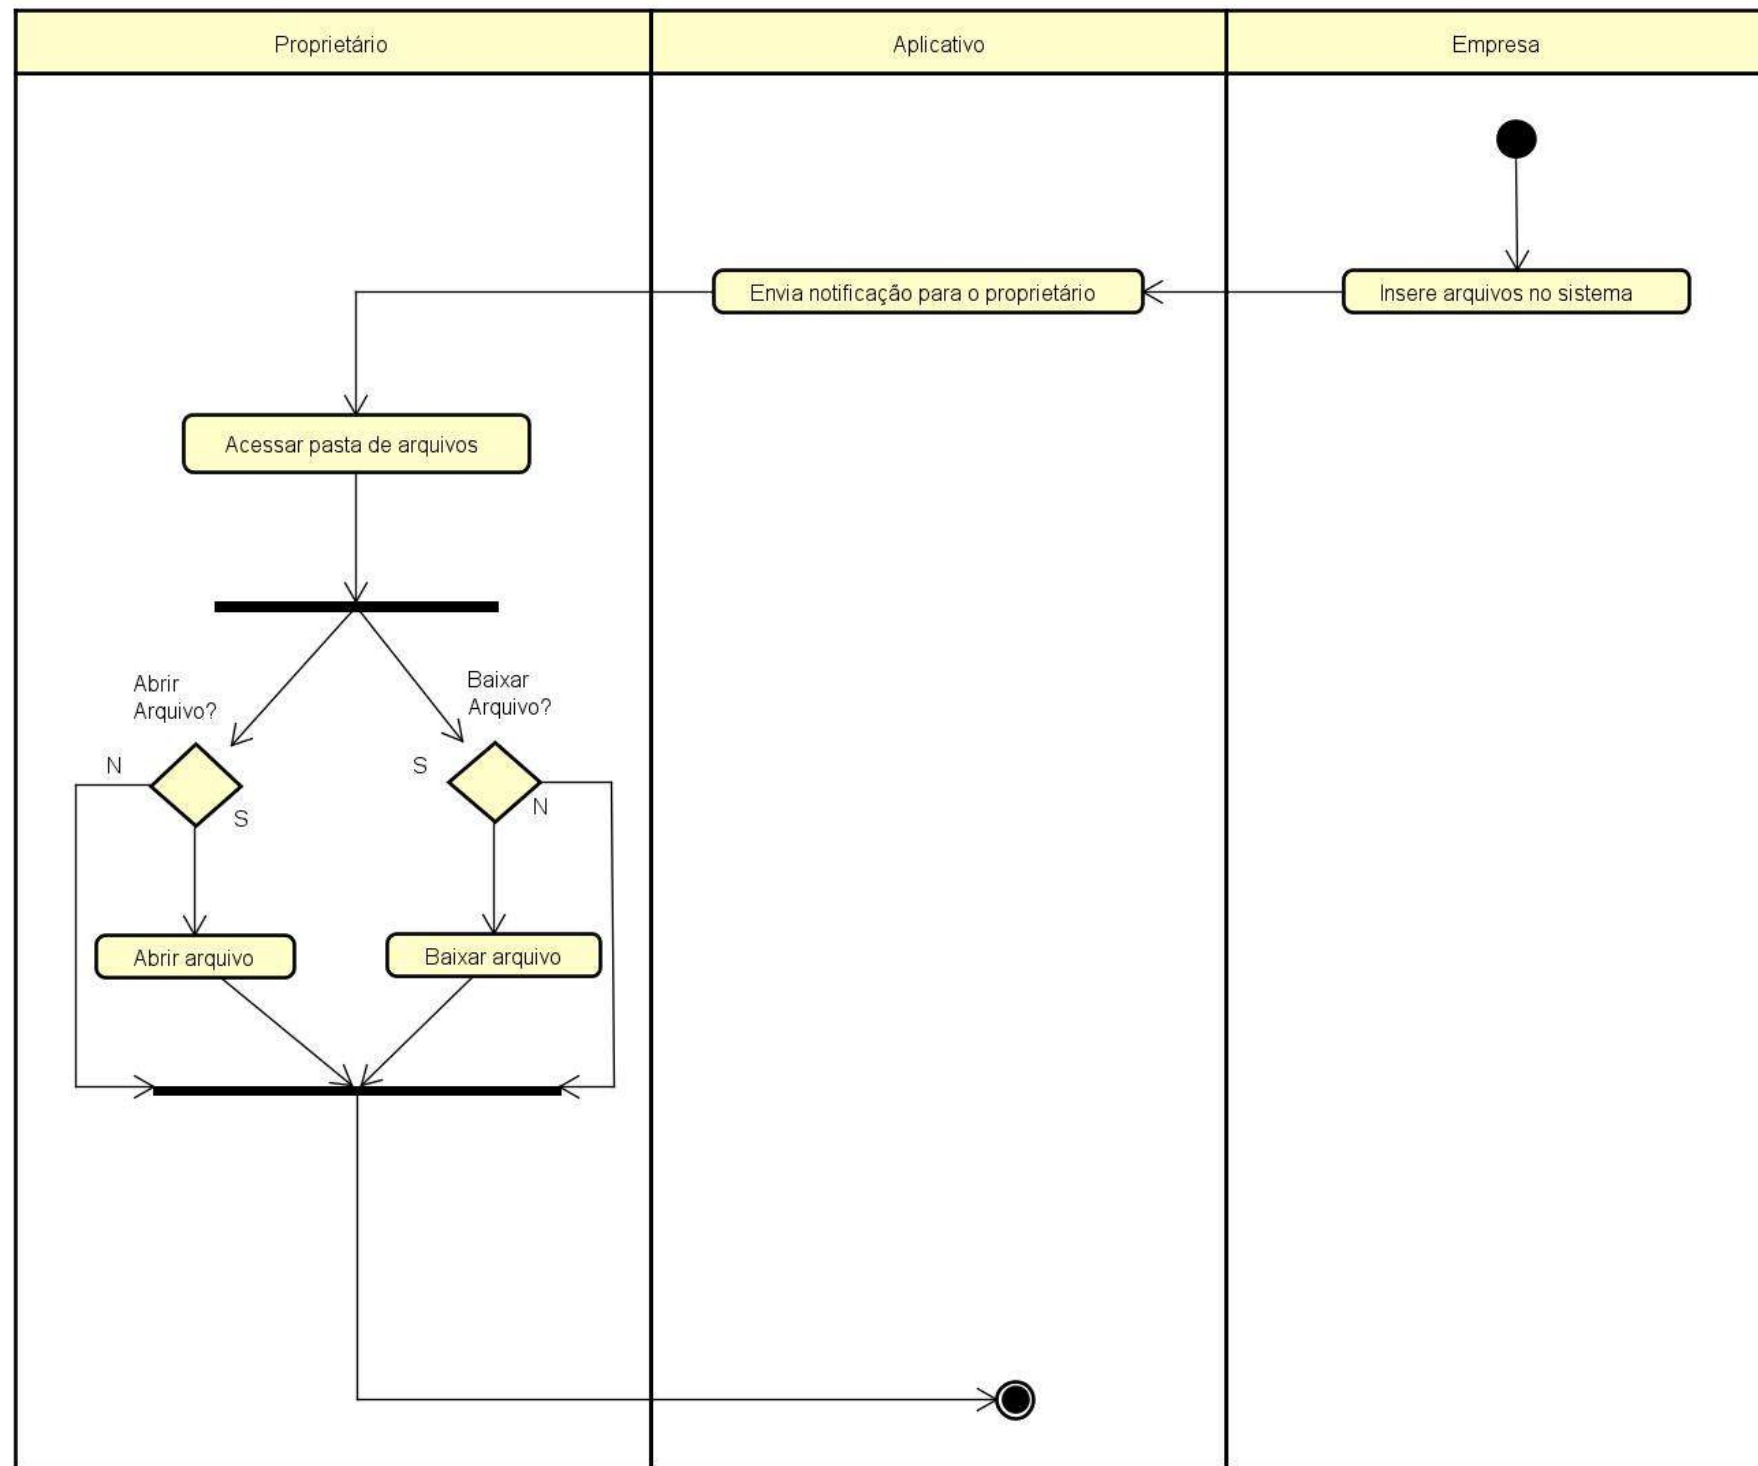 Proprietário
Aplicativo
Empresa
Envia notificação para o proprietário
Insere arquivos no sistema
Acessar pasta de arquivos
Abrir
Arquivo?
Baixar
Arquivo?
N
S
S
N
Abrir arquivo
Baixar arquivo